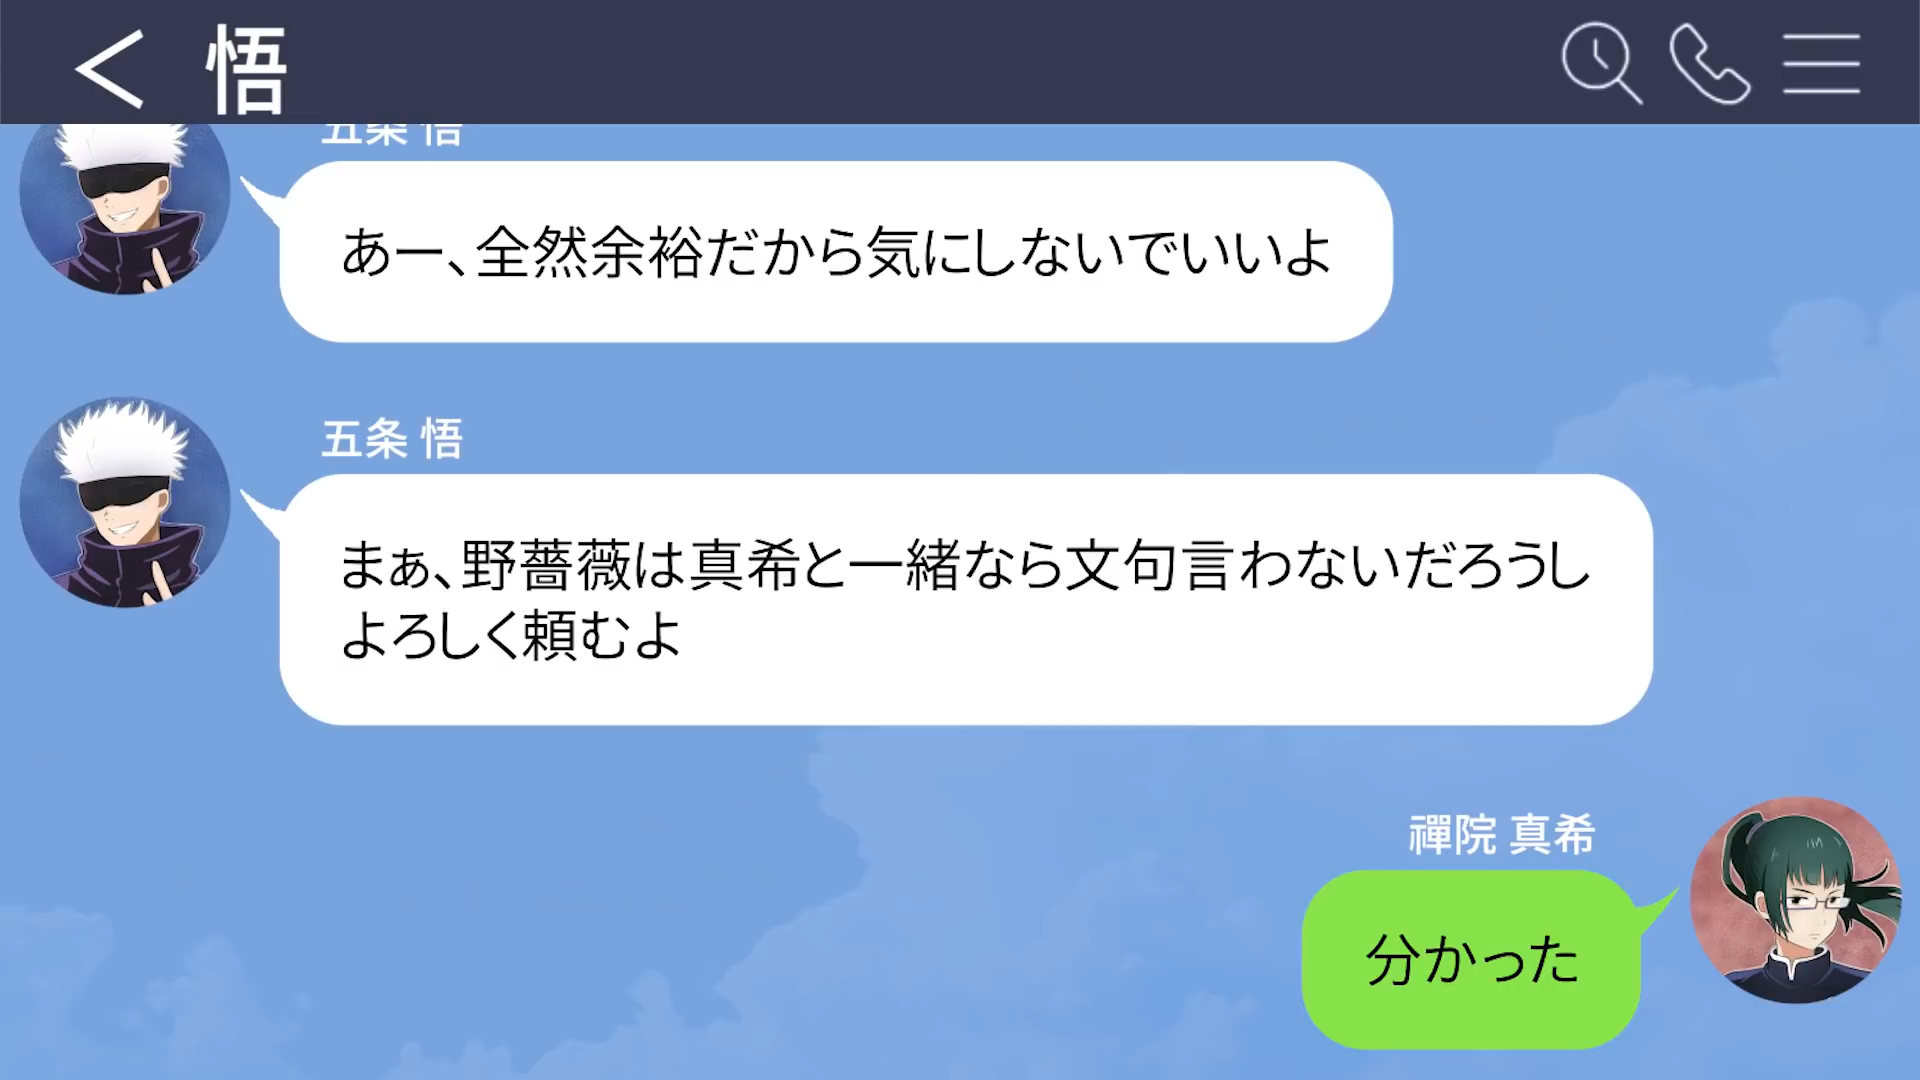 悟
五条 悟
あー、全然余裕だから気にしないでいいよ
五条 悟
まぁ、野薔薇は真希と一緒なら文句言わないだろうし
よろしく頼むよ
禪院 真希
分かった